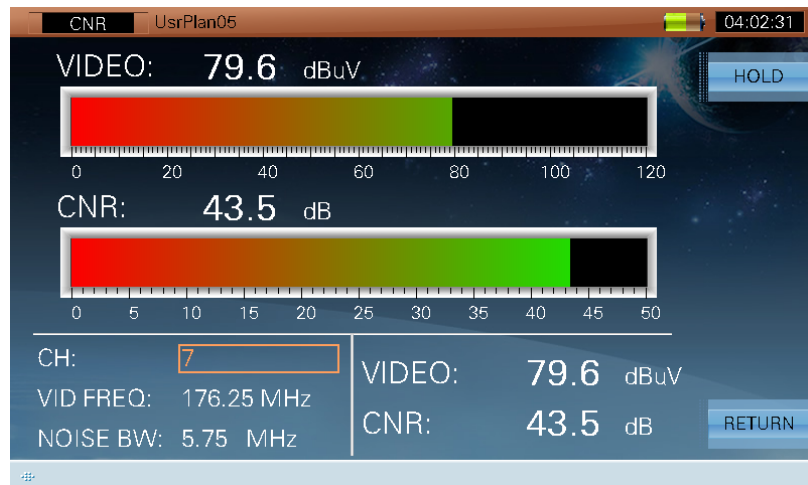 CNR UsrPlan05 04:02:31
VIDEO: 79.6 dBuV
HOLD
0 20 40 60 80 100 120
CNR: 43.5 dB
0 5 10 15 20 25 30 35 40 45 50
CH: 7
VID FREQ: 176.25 MHz
NOISE BW: 5.75 MHz
VIDEO: 79.6 dBuV
CNR: 43.5 dB
RETURN